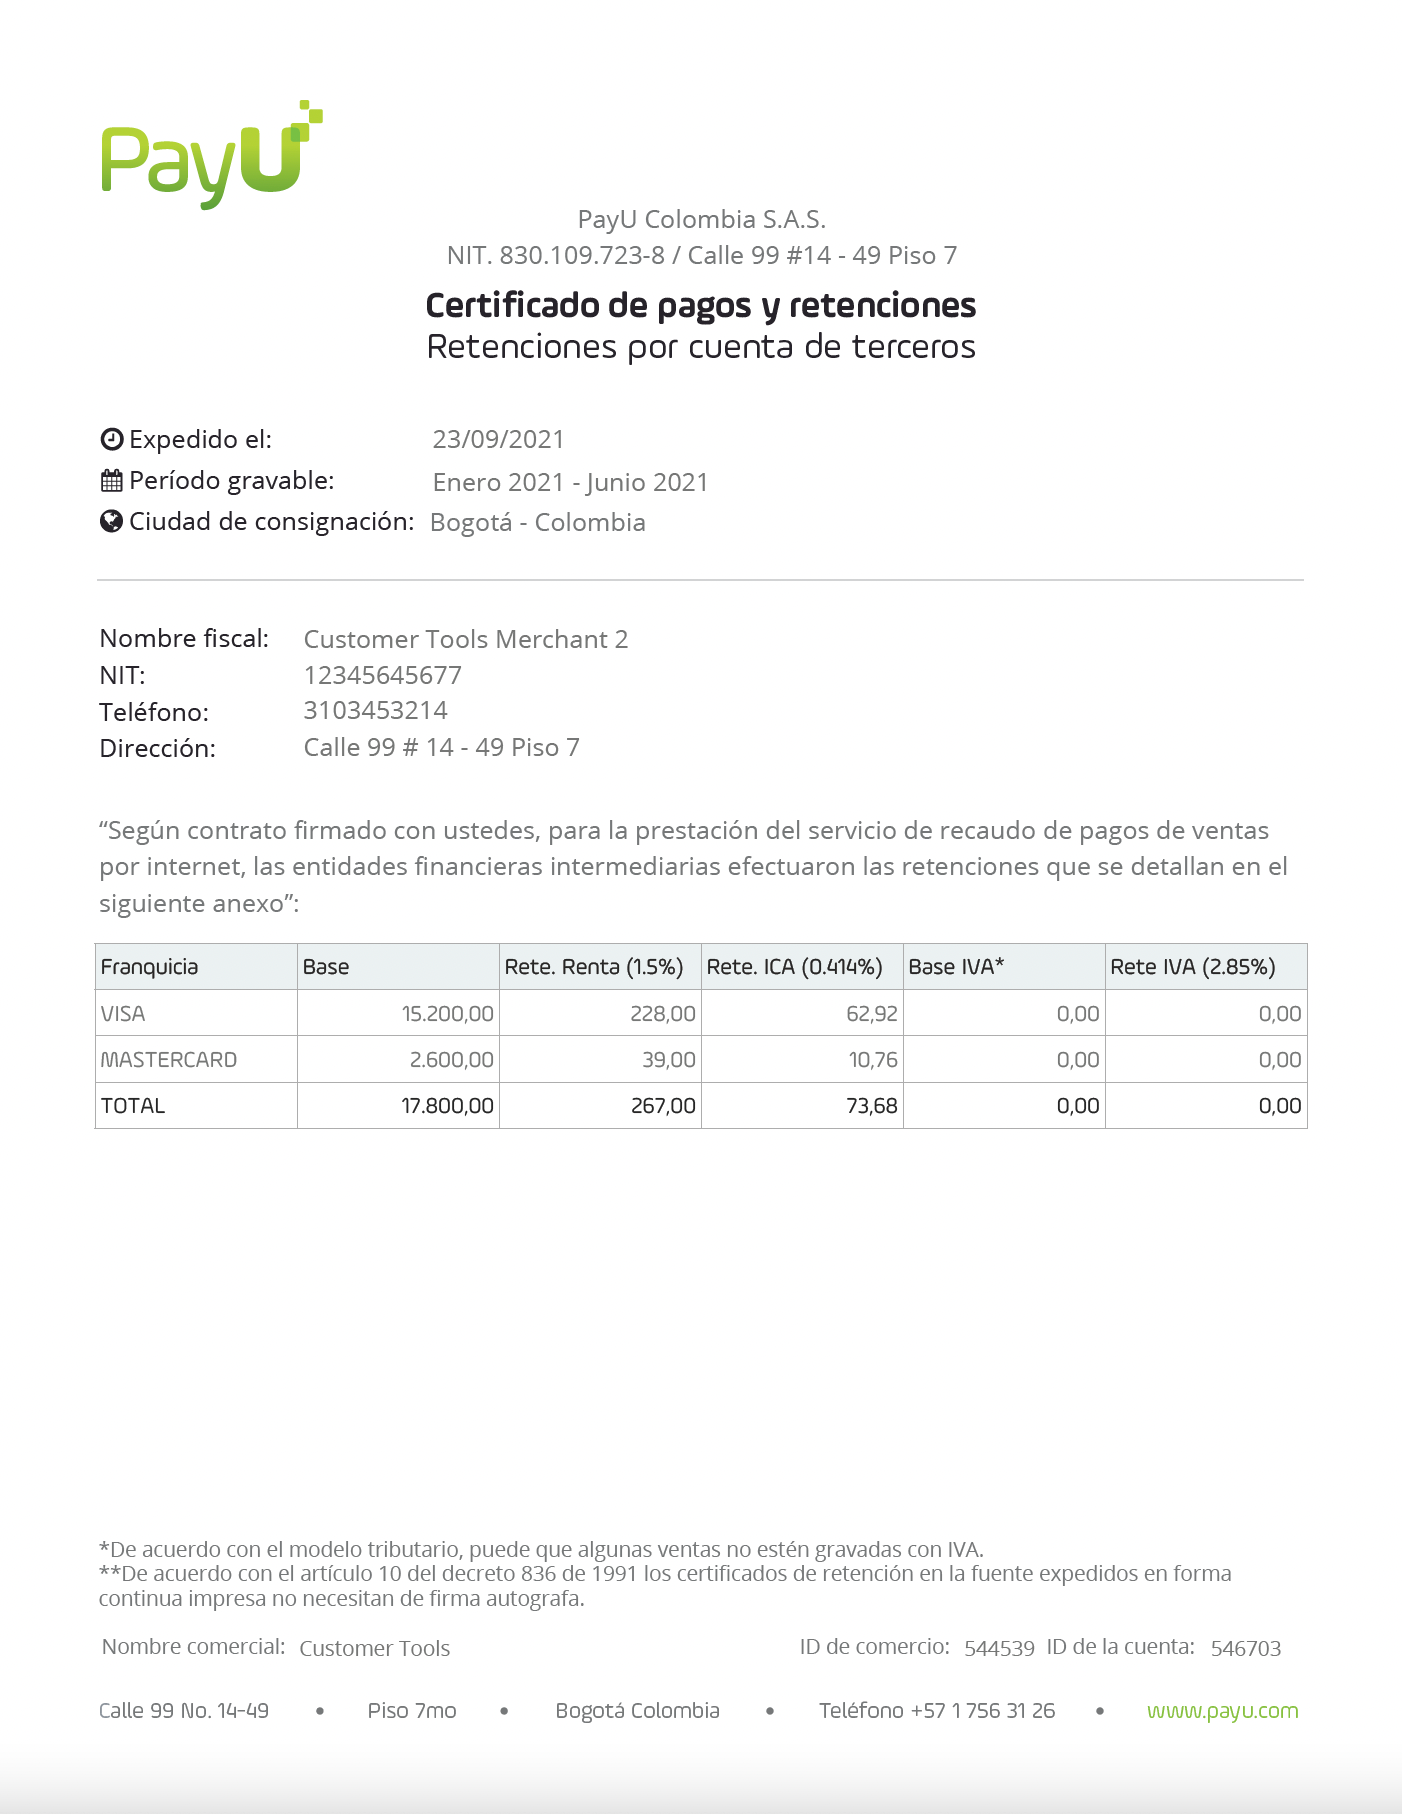 PayU
PayU Colombia S.A.S.
NIT. 830.109.723-8 / Calle 99 #14 - 49 Piso 7
Certificado de pagos y retenciones
Retenciones por cuenta de terceros
Expedido el: 23/09/2021
Período gravable: Enero 2021 - Junio 2021
Ciudad de consignación: Bogotá - Colombia
Nombre fiscal: Customer Tools Merchant 2
NIT: 12345645677
Teléfono: 3103453214
Dirección: Calle 99 # 14 - 49 Piso 7
“Según contrato firmado con ustedes, para la prestación del servicio de recaudo de pagos de ventas
por internet, las entidades financieras intermediarias efectuaron las retenciones que se detallan en el
siguiente anexo”:
Franquicia Base Rete. Renta (1.5%) Rete. ICA (0.414%) Base IVA* Rete IVA (2.85%)
VISA 15.200,00 228,00 62,92 0,00 0,00
MASTERCARD 2.600,00 39,00 10,76 0,00 0,00
TOTAL 17.800,00 267,00 73,68 0,00 0,00
*De acuerdo con el modelo tributario, puede que algunas ventas no estén gravadas con IVA.
**De acuerdo con el artículo 10 del decreto 836 de 1991 los certificados de retención en la fuente expedidos en forma
continua impresa no necesitan de firma autografa.
Nombre comercial: Customer Tools ID de comercio: 544539 ID de la cuenta: 546703
Calle 99 No. 14-49 • Piso 7mo • Bogotá Colombia • Teléfono +57 1 756 31 26 • www.payu.com